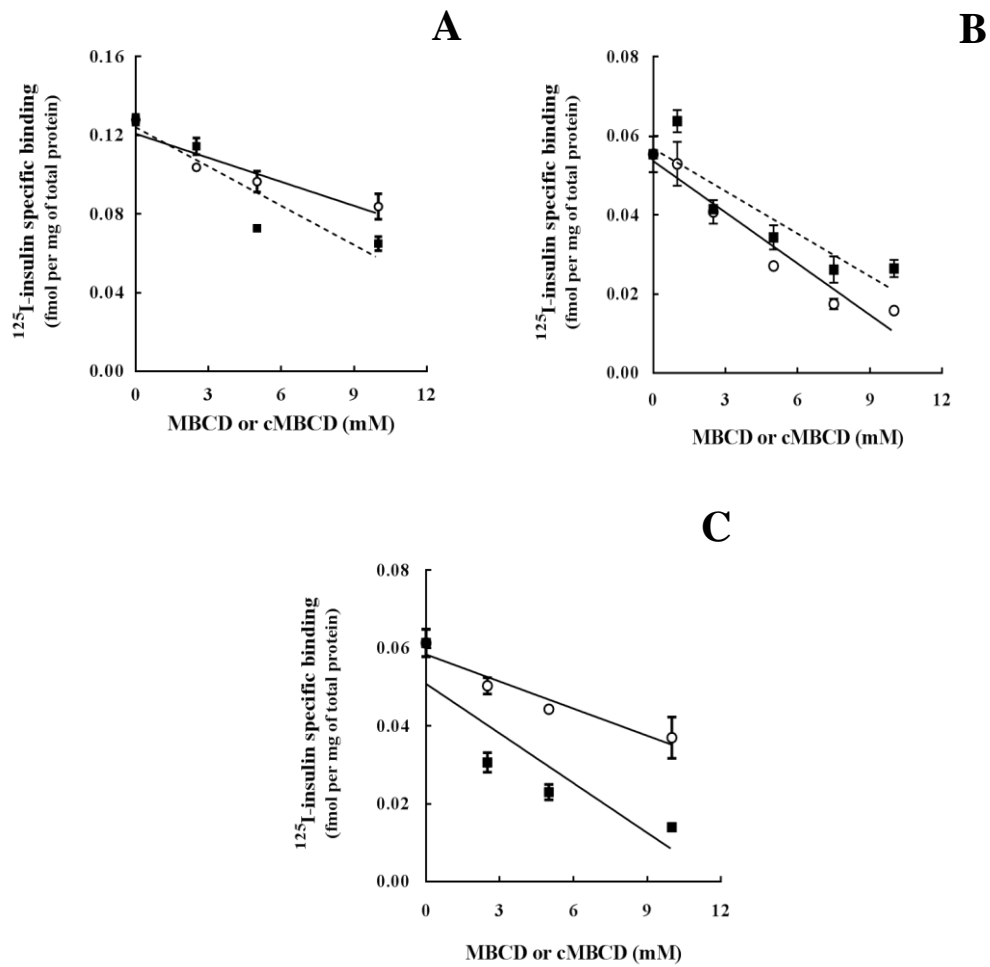 A
0.16
0.12
0.08
0.04
0.00
0 3 6 9 12
MBCD or cMBCD (mM)
125I-insulin specific binding
(fmol per mg of total protein)
B
0.08
0.06
0.04
0.02
0.00
0 3 6 9 12
MBCD or cMBCD (mM)
125I-insulin specific binding
(fmol per mg of total protein)
C
0.08
0.06
0.04
0.02
0.00
0 3 6 9 12
MBCD or cMBCD (mM)
125I-insulin specific binding
(fmol per mg of total protein)